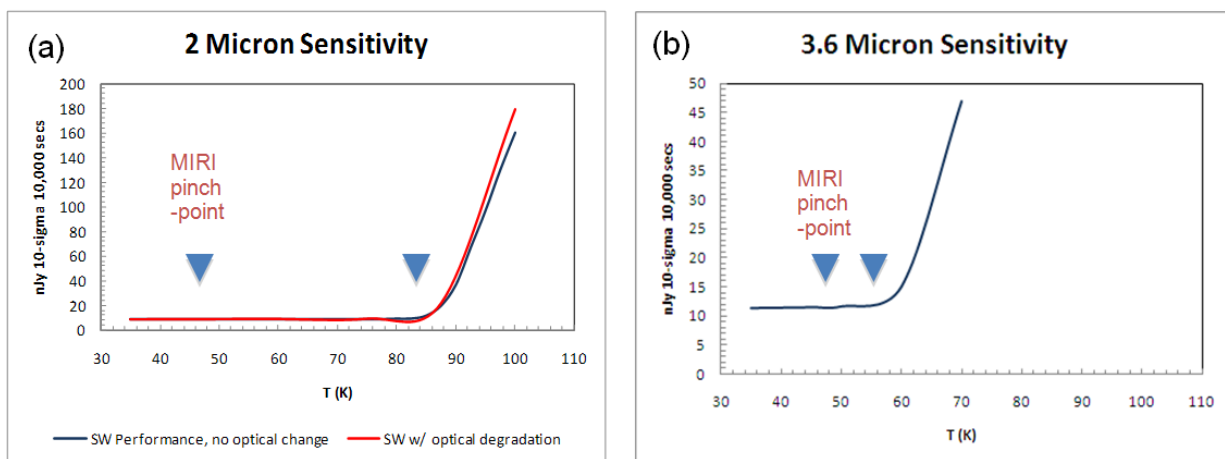 (a)
2 Micron Sensitivity
nJy 10-sigma 10,000 secs
200
180
160
140
120
100
80
60
40
20
0
MIRI
pinch
-point
30 40 50 60 70 80 90 100 110
T (K)
SW Performance, no optical change SW w/ optical degradation
(b)
3.6 Micron Sensitivity
nJy 10-sigma 10,000 secs
50
45
40
35
30
25
20
15
10
5
0
MIRI
pinch
-point
30 40 50 60 70 80 90 100 110
T (K)